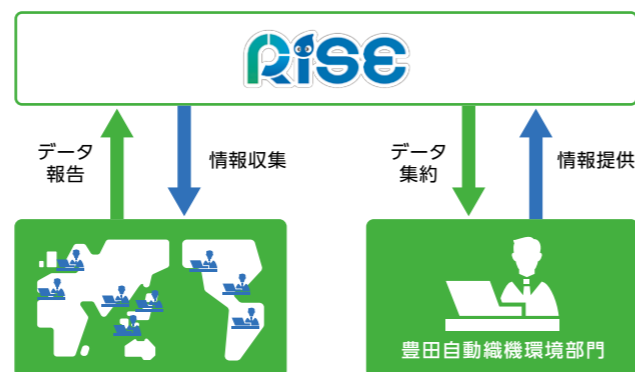 RiSE
データ
報告
情報収集
データ
集約
情報提供
豊田自動織機環境部門